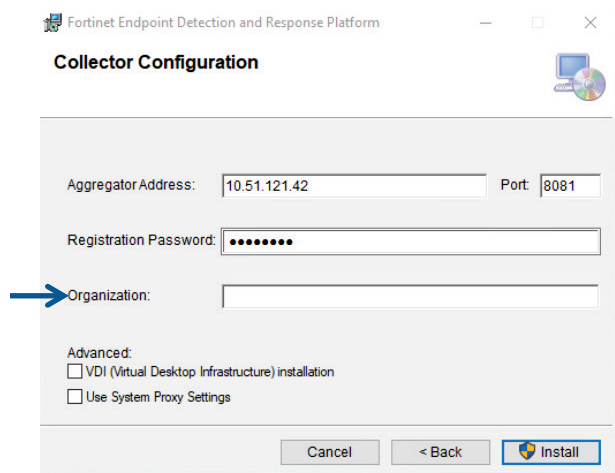 Fortinet Endpoint Detection and Response Platform
Collector Configuration
Aggregator Address: 10.51.121.42 Port: 8081
Registration Password: ●●●●●●●●
Organization:
Advanced:
VDI (Virtual Desktop Infrastructure) installation
Use System Proxy Settings
Cancel < Back Install